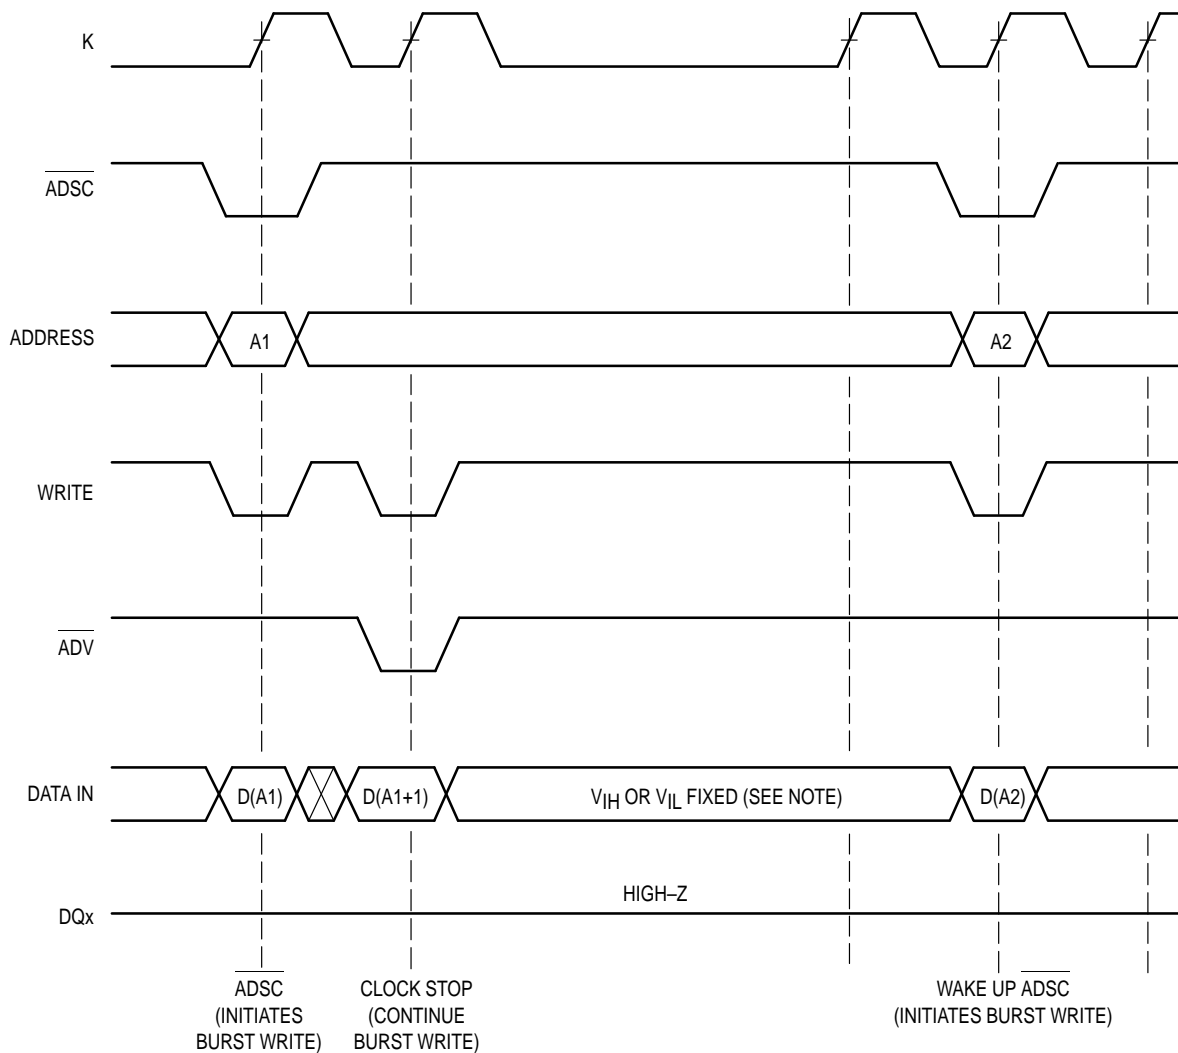 K
ADSC
ADDRESS
A1
A2
WRITE
ADV
DATA IN
D(A1)
D(A1+1)
VIH OR VIL FIXED (SEE NOTE)
D(A2)
HIGH–Z
DQx
ADSC
(INITIATES
BURST WRITE)
CLOCK STOP
(CONTINUE
BURST WRITE)
WAKE UP ADSC
(INITIATES BURST WRITE)